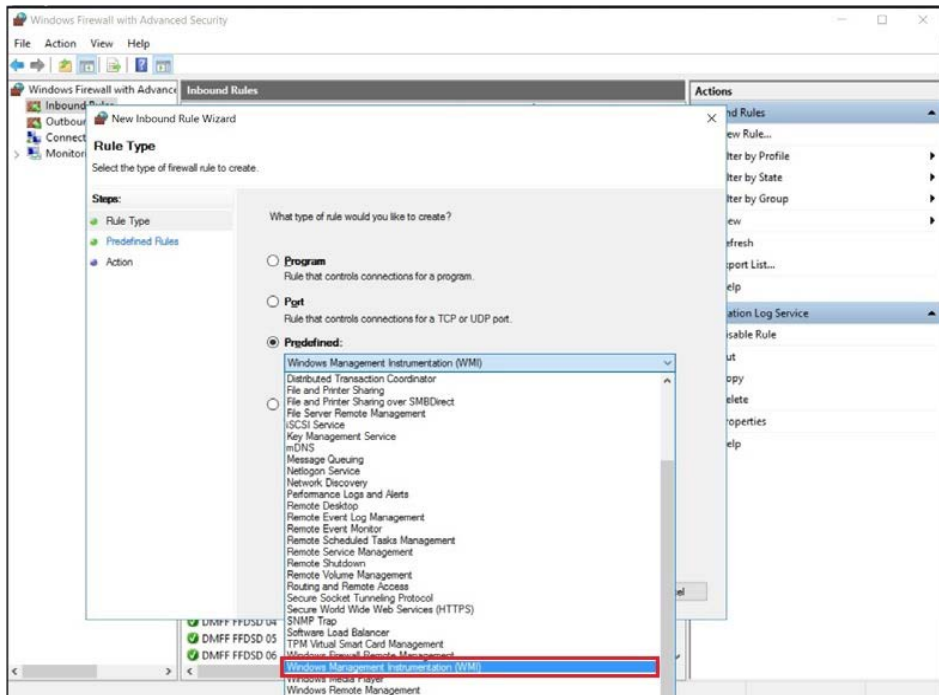 Windows Firewall with Advanced Security
File Action View Help
Windows Firewall with Advance
Inbound Rules
Outbour
Connect
Monitori
Inbound Rules
Actions
nd Rules
ew Rule...
lter by Profile
lter by State
lter by Group
ew
efresh
port List...
elp
ation Log Service
isable Rule
ut
opy
elete
roperties
elp
New Inbound Rule Wizard
Rule Type
Select the type of firewall rule to create.
Steps:
Rule Type
Predefined Rules
Action
What type of rule would you like to create?
Program
Rule that controls connections for a program.
Port
Rule that controls connections for a TCP or UDP port.
Predefined:
Windows Management Instrumentation (WMI)
Distributed Transaction Coordinator
File and Printer Sharing
File and Printer Sharing over SMBDirect
File Server Remote Management
iSCSI Service
Key Management Service
mDNS
Message Queuing
Netlogon Service
Network Discovery
Performance Logs and Alerts
Remote Desktop
Remote Event Log Management
Remote Event Monitor
Remote Scheduled Tasks Management
Remote Service Management
Remote Shutdown
Remote Volume Management
Routing and Remote Access
Secure Socket Tunneling Protocol
Secure World Wide Web Services (HTTPS)
SNMP Trap
Software Load Balancer
TPM Virtual Smart Card Management
Windows Firewall Remote Management
Windows Management Instrumentation (WMI)
Windows Media Player
Windows Remote Management
el
DMFF FFDSD 04
DMFF FFDSD 05
DMFF FFDSD 06